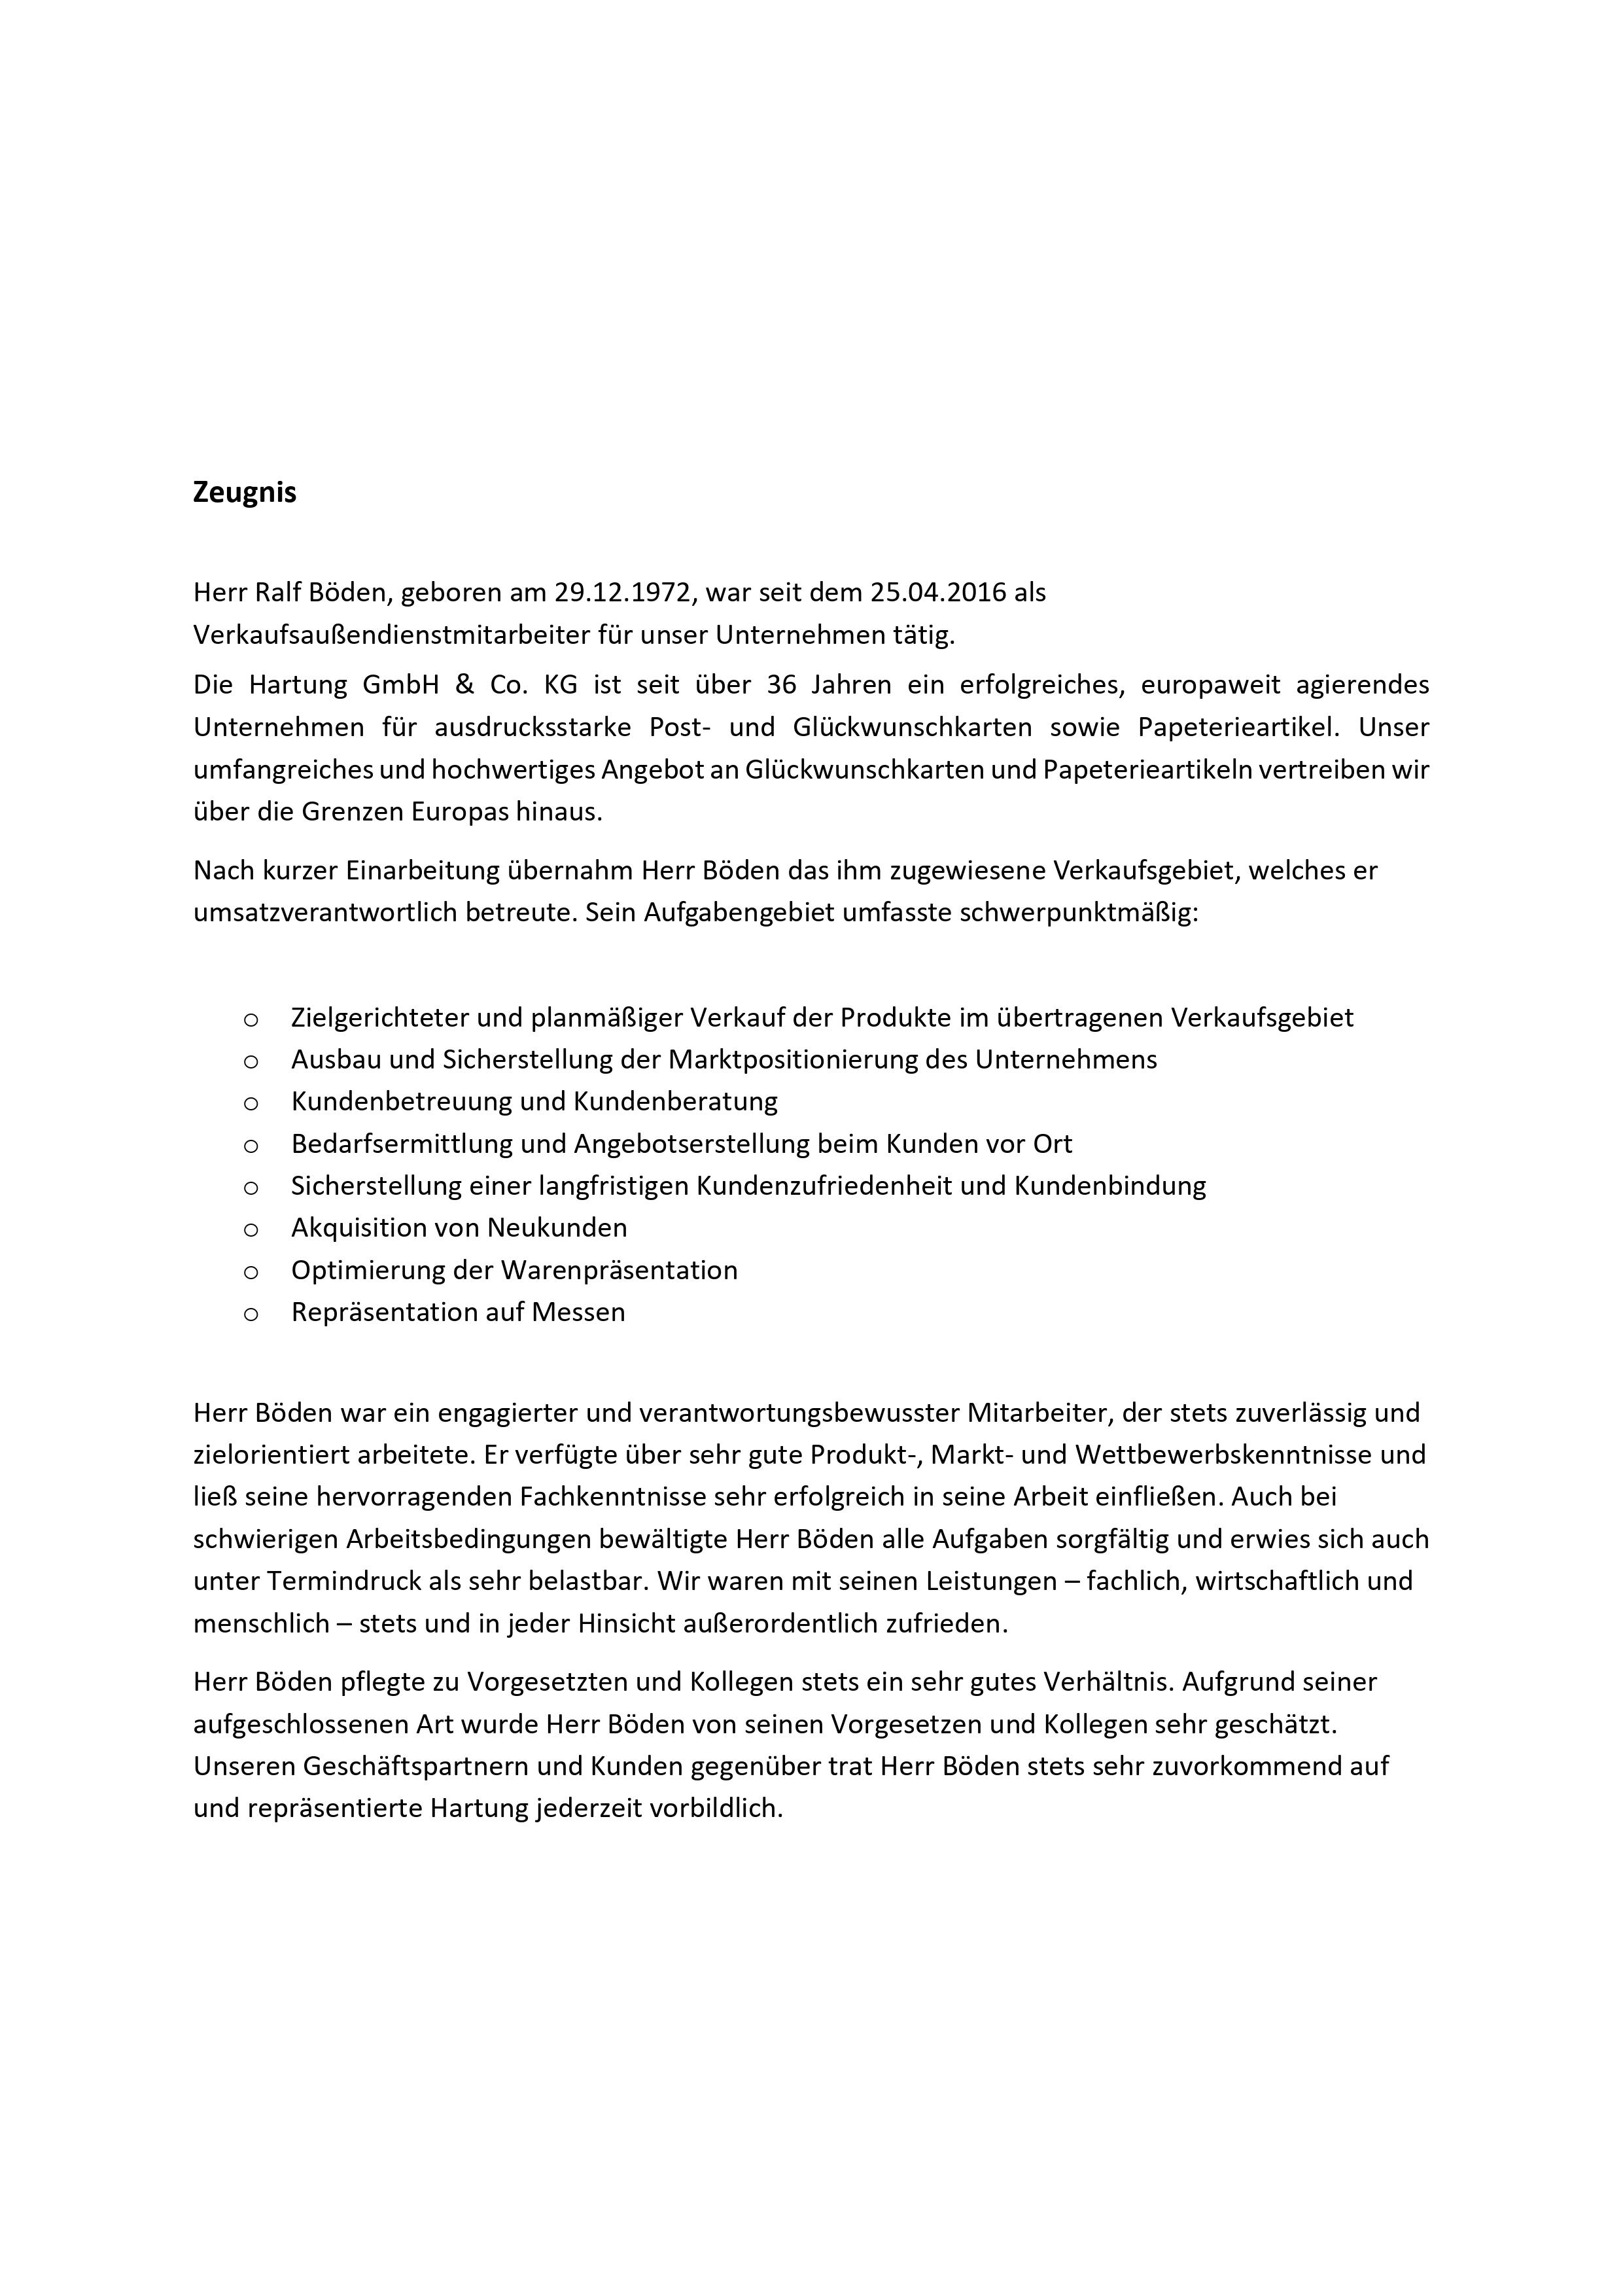 Zeugnis
Herr Ralf Böden, geboren am 29.12.1972, war seit dem 25.04.2016 als
Verkaufsaußendienstmitarbeiter für unser Unternehmen tätig.
Die Hartung GmbH & Co. KG ist seit über 36 Jahren ein erfolgreiches, europaweit agierendes
Unternehmen für ausdrucksstarke Post- und Glückwunschkarten sowie Papeterieartikel. Unser
umfangreiches und hochwertiges Angebot an Glückwunschkarten und Papeterieartikeln vertreiben wir
über die Grenzen Europas hinaus.
Nach kurzer Einarbeitung übernahm Herr Böden das ihm zugewiesene Verkaufsgebiet, welches er
umsatzverantwortlich betreute. Sein Aufgabengebiet umfasste schwerpunktmäßig:
o Zielgerichteter und planmäßiger Verkauf der Produkte im übertragenen Verkaufsgebiet
o Ausbau und Sicherstellung der Marktpositionierung des Unternehmens
o Kundenbetreuung und Kundenberatung
o Bedarfsermittlung und Angebotserstellung beim Kunden vor Ort
o Sicherstellung einer langfristigen Kundenzufriedenheit und Kundenbindung
o Akquisition von Neukunden
o Optimierung der Warenpräsentation
o Repräsentation auf Messen
Herr Böden war ein engagierter und verantwortungsbewusster Mitarbeiter, der stets zuverlässig und
zielorientiert arbeitete. Er verfügte über sehr gute Produkt-, Markt- und Wettbewerbskenntnisse und
ließ seine hervorragenden Fachkenntnisse sehr erfolgreich in seine Arbeit einfließen. Auch bei
schwierigen Arbeitsbedingungen bewältigte Herr Böden alle Aufgaben sorgfältig und erwies sich auch
unter Termindruck als sehr belastbar. Wir waren mit seinen Leistungen – fachlich, wirtschaftlich und
menschlich – stets und in jeder Hinsicht außerordentlich zufrieden.
Herr Böden pflegte zu Vorgesetzten und Kollegen stets ein sehr gutes Verhältnis. Aufgrund seiner
aufgeschlossenen Art wurde Herr Böden von seinen Vorgesetzen und Kollegen sehr geschätzt.
Unseren Geschäftspartnern und Kunden gegenüber trat Herr Böden stets sehr zuvorkommend auf
und repräsentierte Hartung jederzeit vorbildlich.